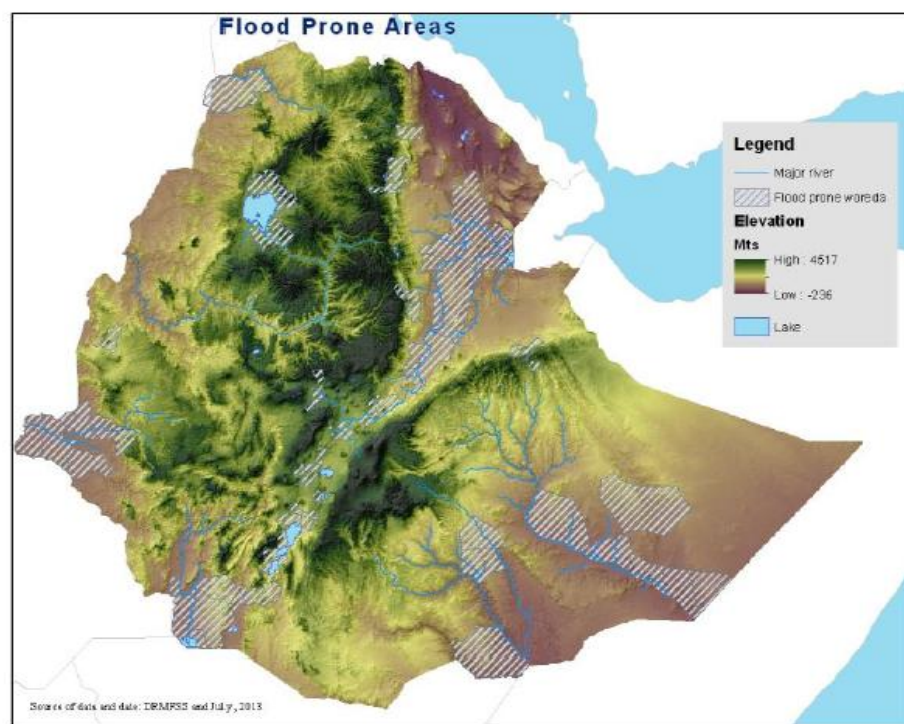 Flood Prone Areas
Legend
Major river
Flood prone woreda
Elevation
Mts
High : 4517
Low : -236
Lake
Source of data and date: DRMFSS and July, 2013